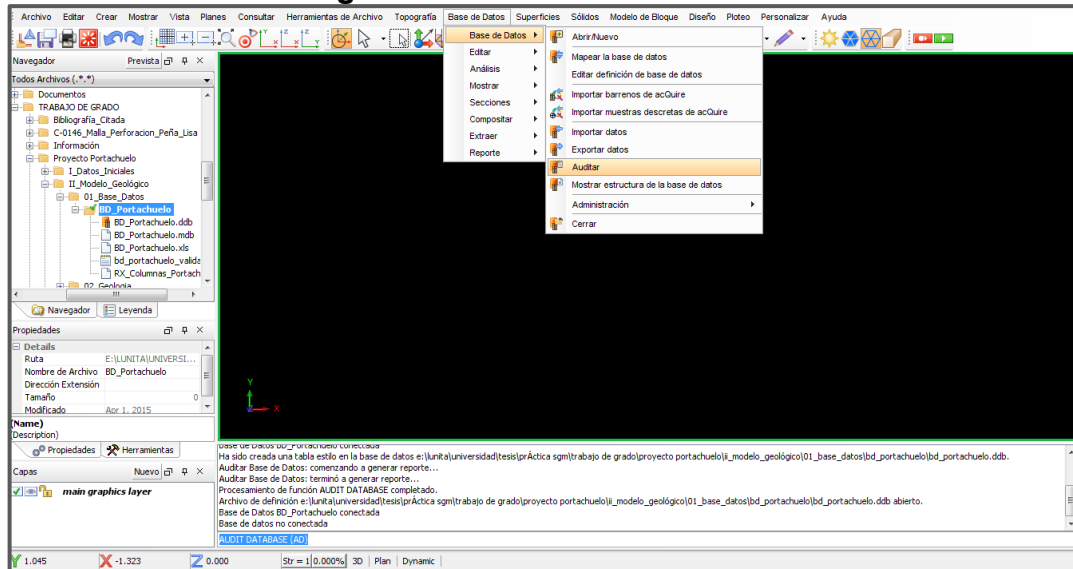 Archivo Editar Crear Mostrar Vista Planes Consultar Herramientas de Archivo Topografía Base de Datos Superficies Sólidos Modelo de Bloque Diseño Ploteo Personalizar Ayuda
Navegador Prevista
Todos Archivos (.*.*)
Documentos
TRABAJO DE GRADO
Bibliografía_Citada
C-0146_Malla_Perforacion_Peña_Lisa
Información
Proyecto Portachuelo
I_Datos_Iniciales
II_Modelo_Geológico
01_Base_Datos
BD_Portachuelo
BD_Portachuelo.ddb
BD_Portachuelo.mdb
BD_Portachuelo.xls
bd_portachuelo_valida
RX_Columnas_Portach
02_Geologia
Navegador Leyenda
Base de Datos
Editar
Análisis
Mostrar
Secciones
Compositar
Extraer
Reporte
Abrir/Nuevo
Mapear la base de datos
Editar definición de base de datos
Importar barrenos de acQuire
Importar muestras descretas de acQuire
Importar datos
Exportar datos
Auditar
Mostrar estructura de la base de datos
Administración
Cerrar
Propiedades
Details
Ruta E:\LUNITA\UNIVERSI...
Nombre de Archivo BD_Portachuelo
Dirección Extensión
Tamaño 0
Modificado Apr 1, 2015
(Name)
(Description)
Propiedades Herramientas
Capas Nuevo
main graphics layer
Y
Z X
Base de Datos BD_Portachuelo conectada
Ha sido creada una tabla estilo en la base de datos e:\lunita\universidad\tesis\prÁctica sgm\trabajo de grado\proyecto portachuelo\ii_modelo_geológico\01_base_datos\bd_portachuelo\bd_portachuelo.ddb.
Auditar Base de Datos: comenzando a generar reporte...
Auditar Base de Datos: terminó a generar reporte...
Procesamiento de función AUDIT DATABASE completado.
Archivo de definición e:\lunita\universidad\tesis\prÁctica sgm\trabajo de grado\proyecto portachuelo\ii_modelo_geológico\01_base_datos\bd_portachuelo\bd_portachuelo.ddb abierto.
Base de Datos BD_Portachuelo conectada
Base de datos no conectada
AUDIT DATABASE (AD)
Y 1.045 X -1.323 Z 0.000 Str = 1 0.000% 3D Plan Dynamic